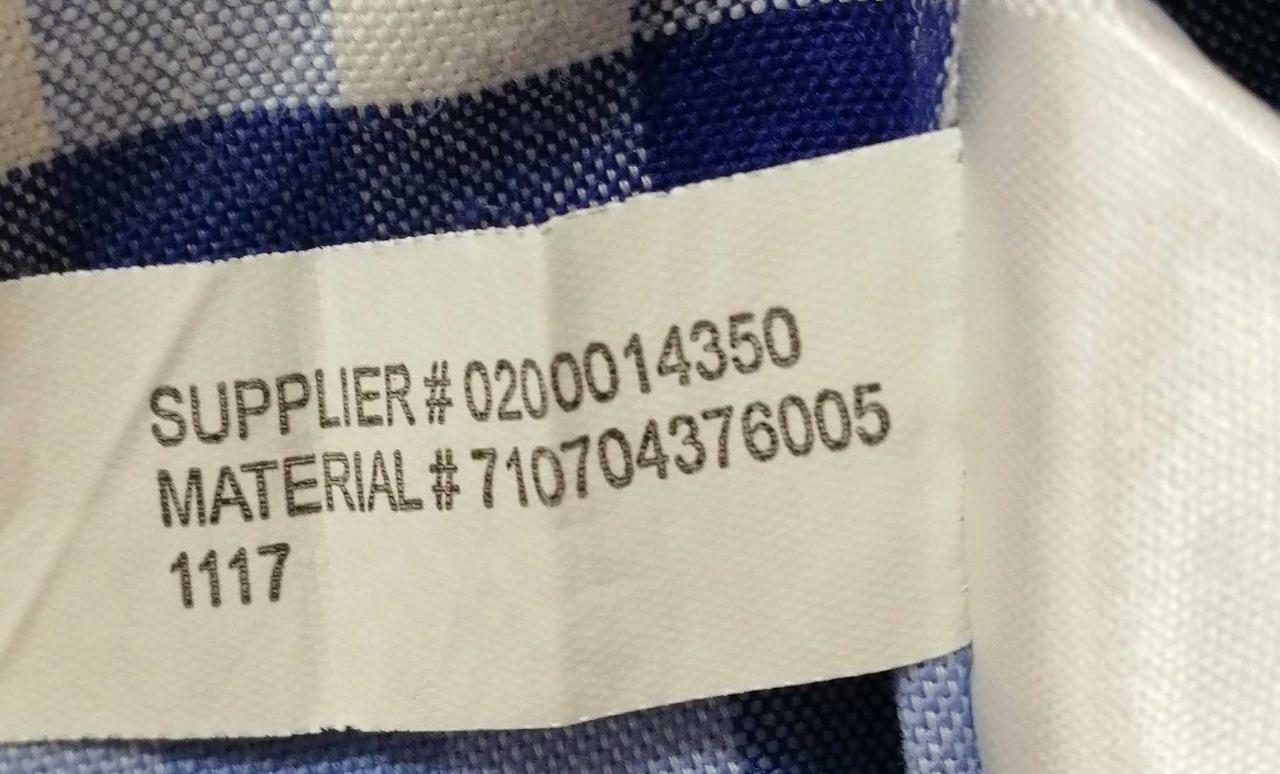 SUPPLIER # 0200014350
MATERIAL # 710704376005
1117